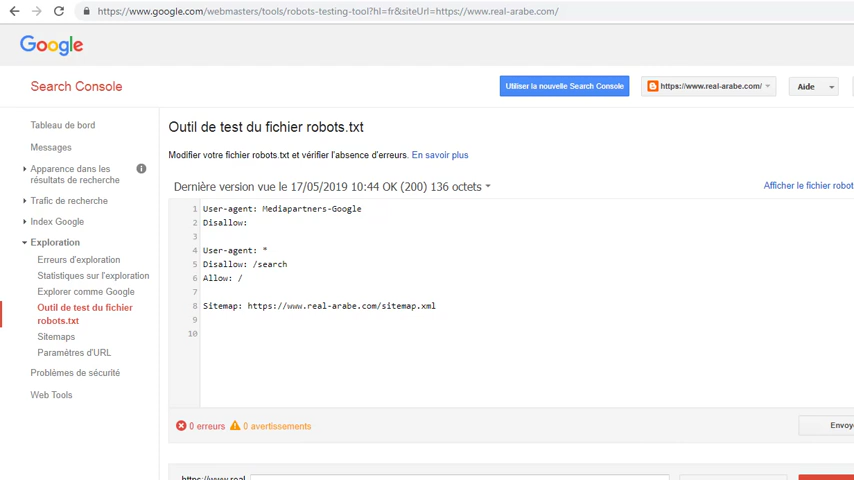 https://www.google.com/webmasters/tools/robots-testing-tool?hl=fr&siteUrl=https://www.real-arabe.com/
Google
Search Console
Utiliser la nouvelle Search Console
https://www.real-arabe.com/
Aide
Tableau de bord
Messages
Apparence dans les
résultats de recherche
Trafic de recherche
Index Google
Exploration
Erreurs d'exploration
Statistiques sur l'exploration
Explorer comme Google
Outil de test du fichier
robots.txt
Sitemaps
Paramètres d'URL
Problèmes de sécurité
Web Tools
Outil de test du fichier robots.txt
Modifier votre fichier robots.txt et vérifier l'absence d'erreurs. En savoir plus
Dernière version vue le 17/05/2019 10:44 OK (200) 136 octets
Afficher le fichier robot
1 User-agent: Mediapartners-Google
2 Disallow:
3
4 User-agent: *
5 Disallow: /search
6 Allow: /
7
8 Sitemap: https://www.real-arabe.com/sitemap.xml
9
10
0 erreurs 0 avertissements
Envoy
https://www.real